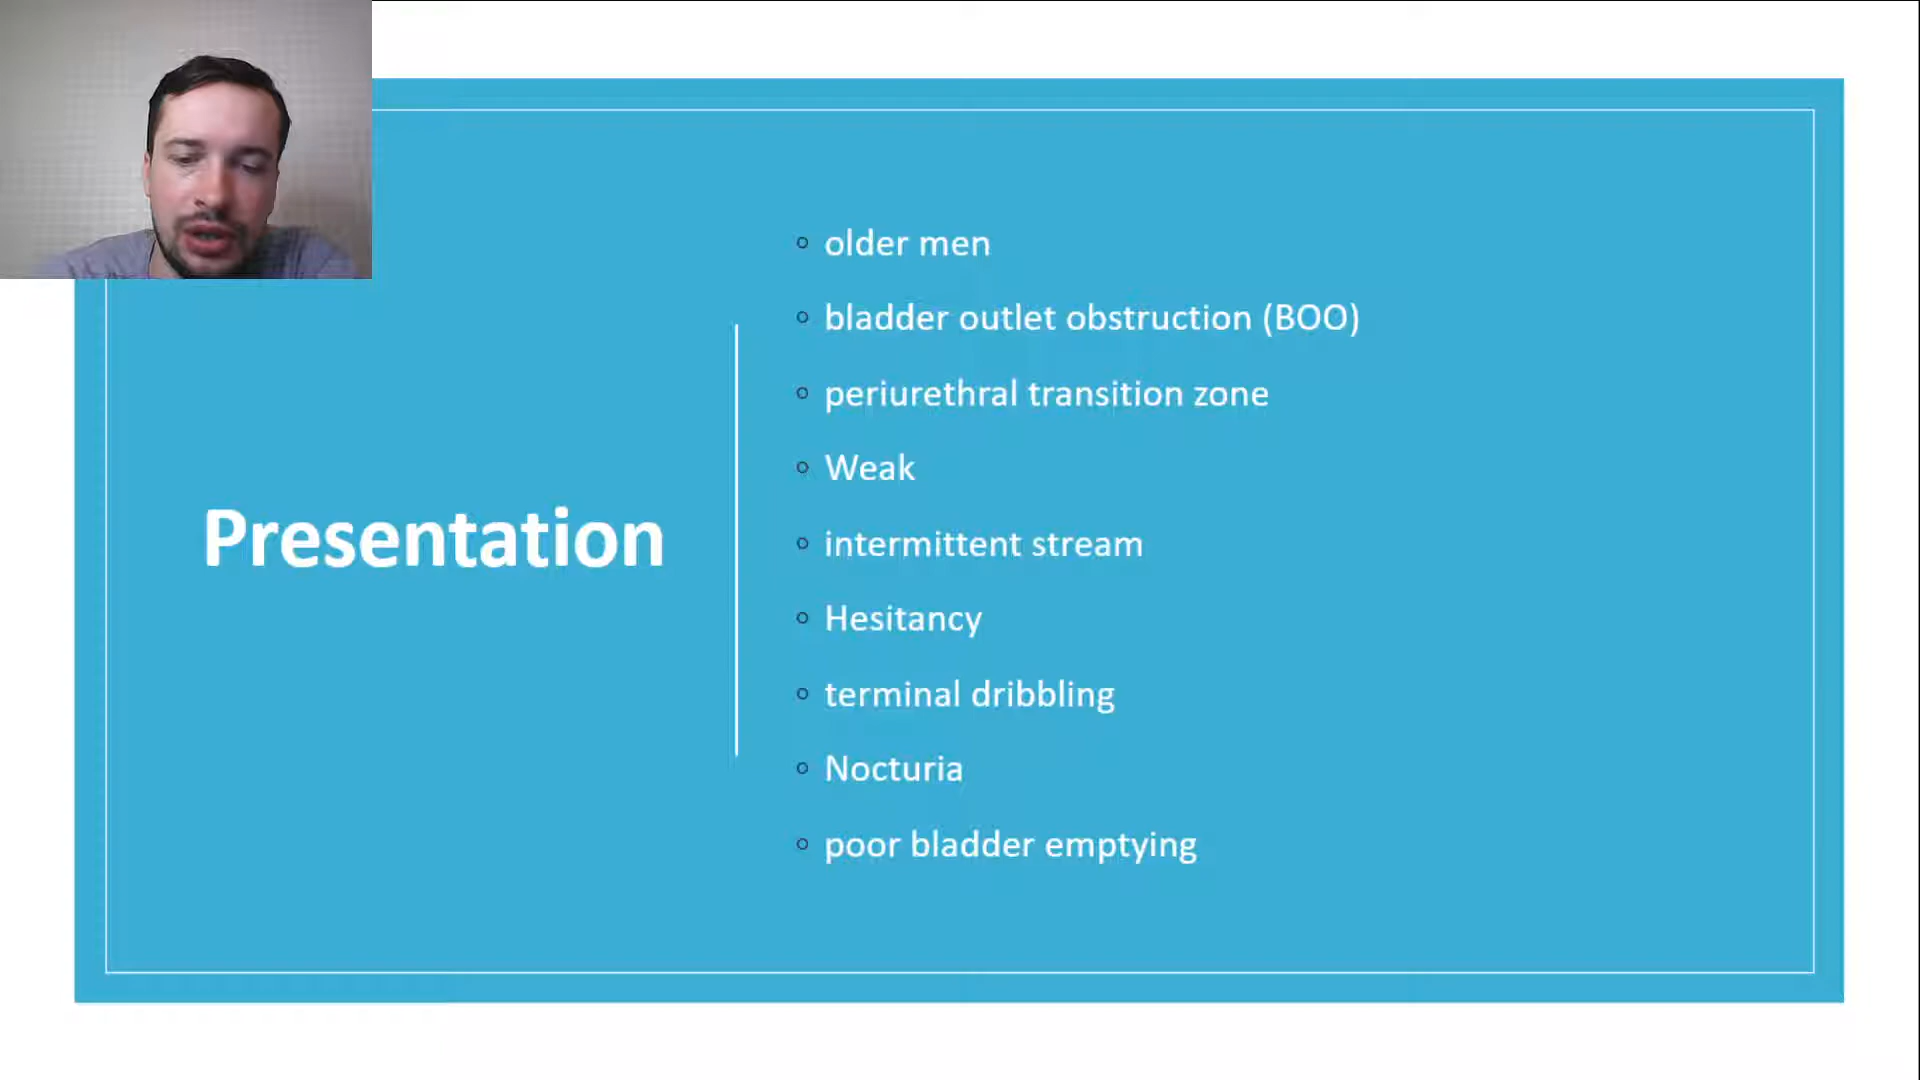 Presentation
older men
bladder outlet obstruction (BOO)
periurethral transition zone
Weak
intermittent stream
Hesitancy
terminal dribbling
Nocturia
poor bladder emptying